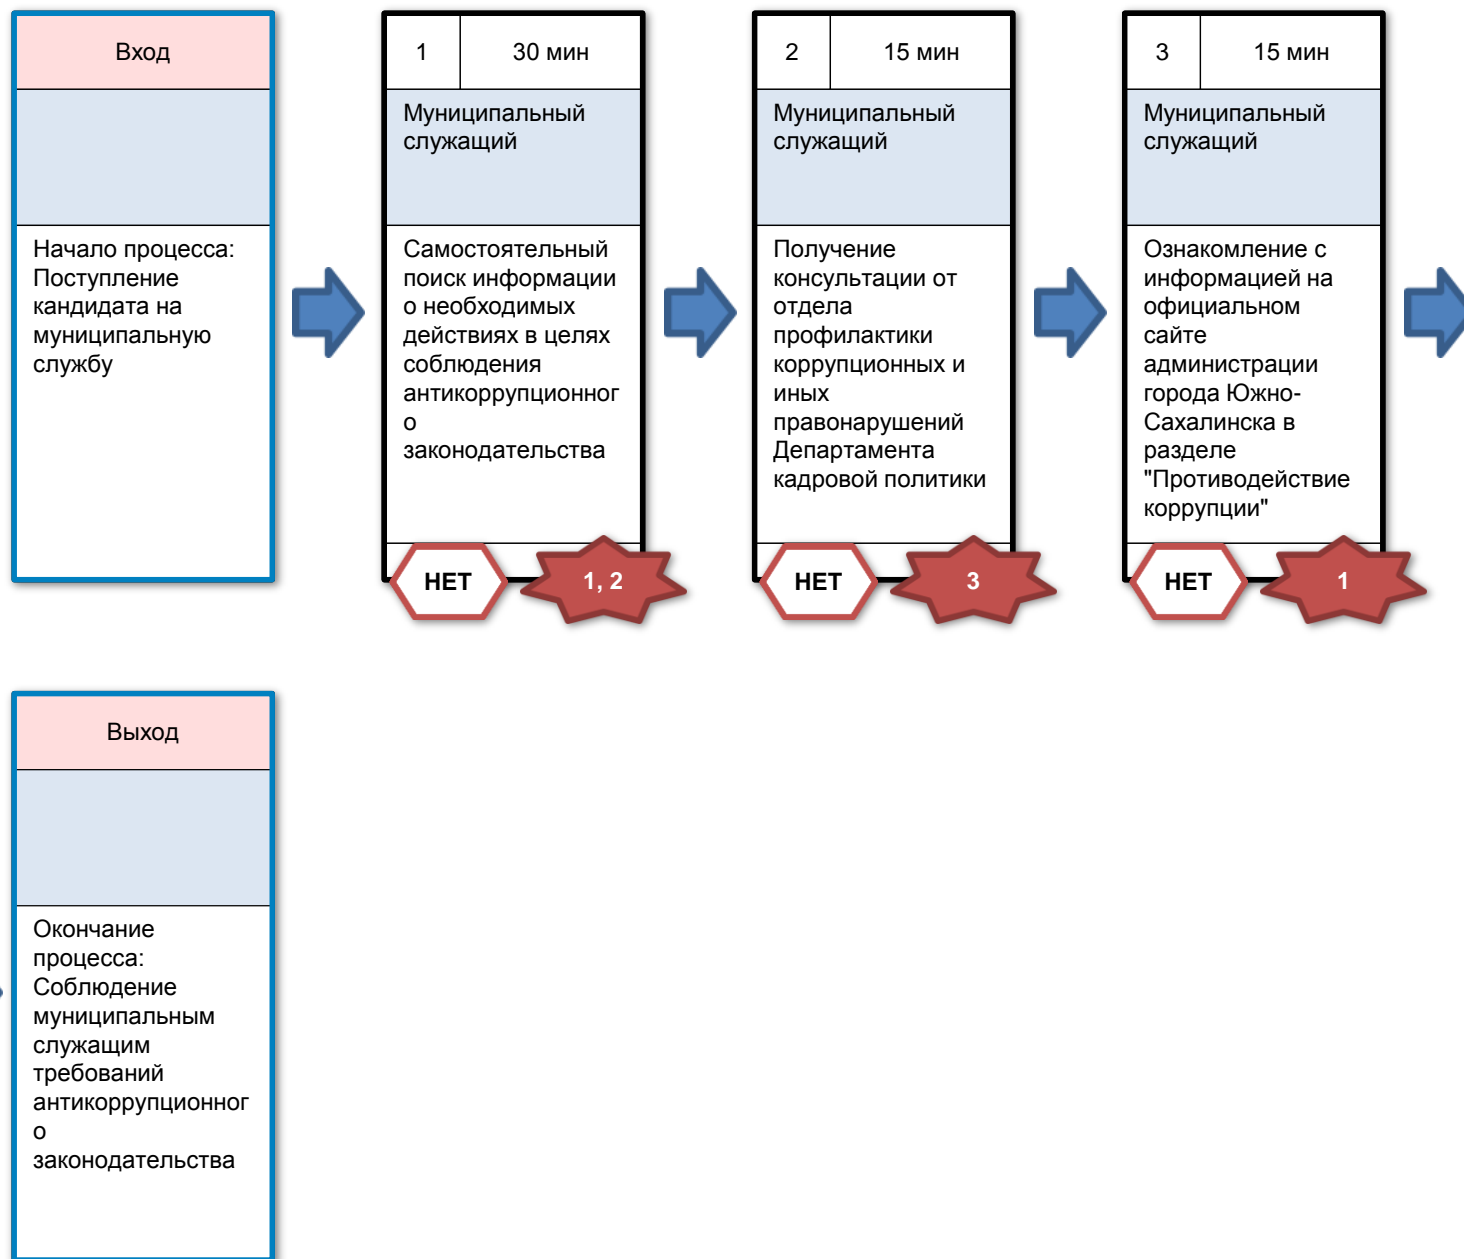 Вход
Начало процесса:
Поступление
кандидата на
муниципальную
службу
1
30 мин
Муниципальный
служащий
Самостоятельный
поиск информации
о необходимых
действиях в целях
соблюдения
антикоррупционног
о
законодательства
НЕТ
1, 2
2
15 мин
Муниципальный
служащий
Получение
консультации от
отдела
профилактики
коррупционных и
иных
правонарушений
Департамента
кадровой политики
НЕТ
3
3
15 мин
Муниципальный
служащий
Ознакомление с
информацией на
официальном
сайте
администрации
города Южно-
Сахалинска в
разделе
"Противодействие
коррупции"
НЕТ
1
Выход
Окончание
процесса:
Соблюдение
муниципальным
служащим
требований
антикоррупционног
о
законодательства